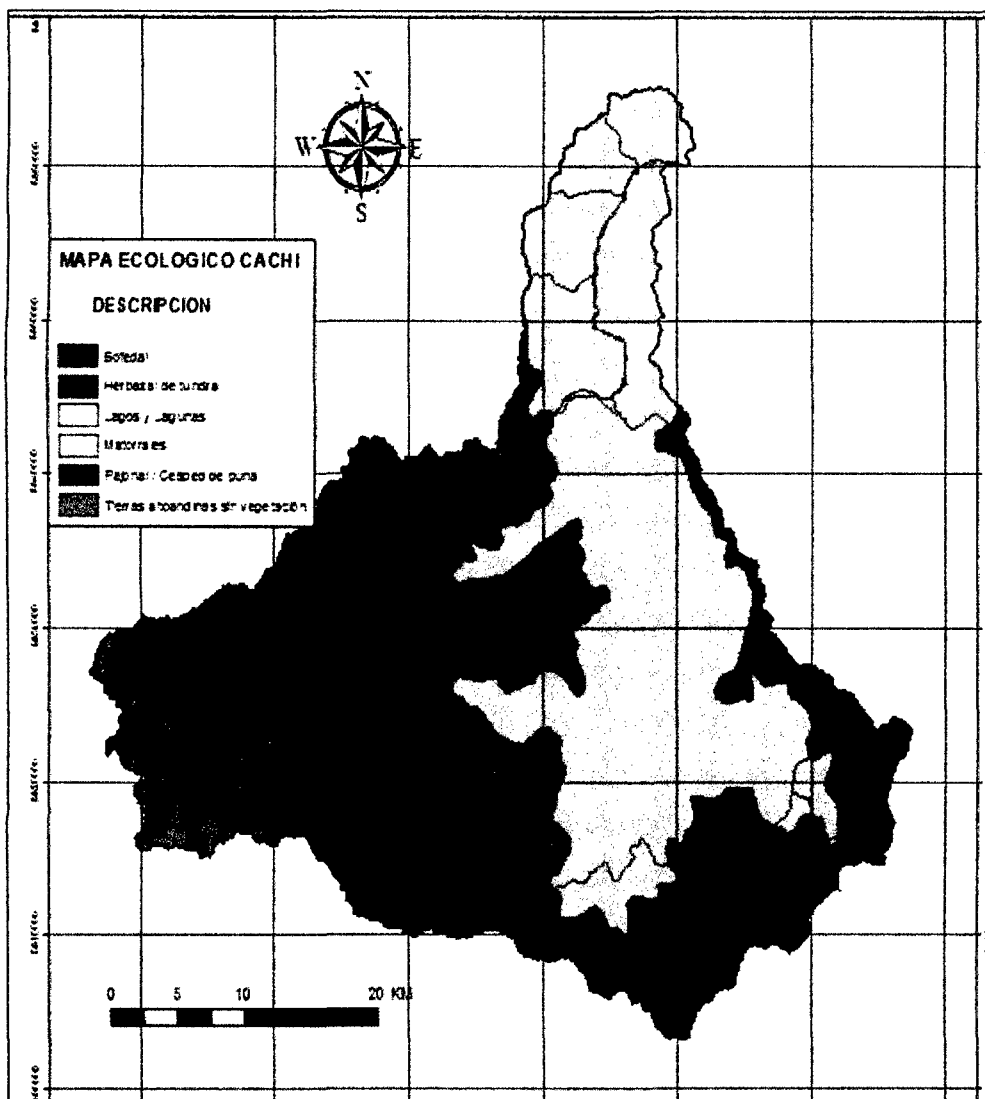 N
W E
S
MAPA ECOLOGICO CACHI
DESCRIPCION
Bofedal
Herbazal de tundra
Lagos y Lagunas
Matorrales
Pajonal / Cesped de puna
Tierras altoandinas sin vegetación
0 5 10 20 KM